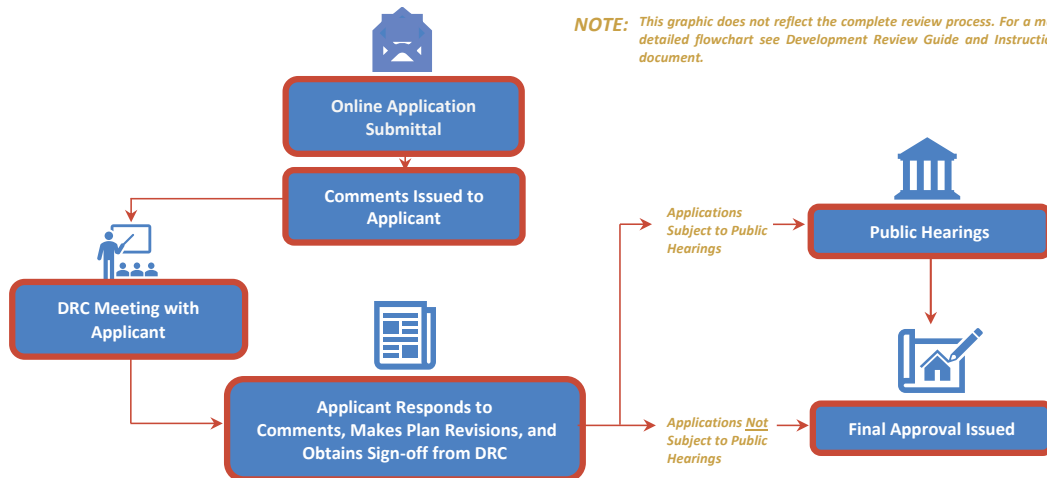 NOTE: This graphic does not reflect the complete review process. For a
detailed flowchart see Development Review Guide and
document.
Online Application
Submittal
Comments Issued to
Applicant
DRC Meeting with
Applicant
Applicant Responds to
Comments, Makes Plan Revisions, and
Obtains Sign-off from DRC
Applications
Subject to Public
Hearings
Public Hearings
Applications Not
Subject to Public
Hearings
Final Approval Issued